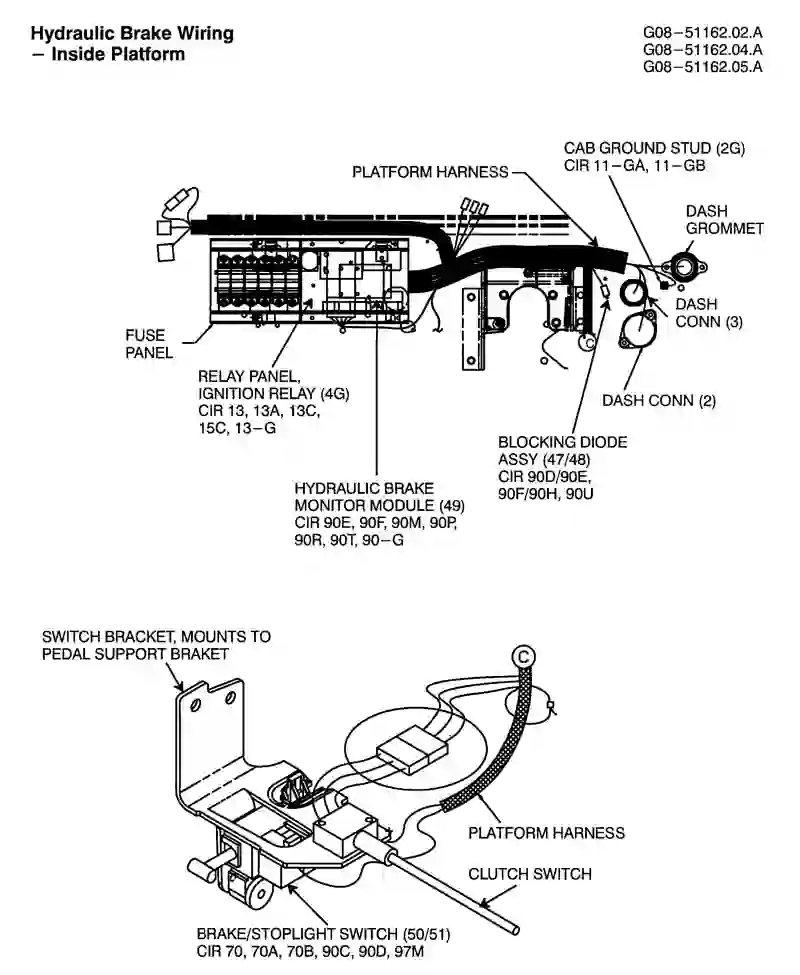 Hydraulic Brake Wiring
– Inside Platform
G08–51162.02.A
G08–51162.04.A
G08–51162.05.A
CAB GROUND STUD (2G)
CIR 11–GA, 11–GB
PLATFORM HARNESS
DASH
GROMMET
DASH
CONN (3)
FUSE
PANEL
RELAY PANEL,
IGNITION RELAY (4G)
CIR 13, 13A, 13C,
15C, 13–G
DASH CONN (2)
BLOCKING DIODE
ASSY (47/48)
CIR 90D/90E,
90F/90H, 90U
HYDRAULIC BRAKE
MONITOR MODULE (49)
CIR 90E, 90F, 90M, 90P,
90R, 90T, 90–G
C
SWITCH BRACKET, MOUNTS TO
PEDAL SUPPORT BRAKET
C
PLATFORM HARNESS
CLUTCH SWITCH
BRAKE/STOPLIGHT SWITCH (50/51)
CIR 70, 70A, 70B, 90C, 90D, 97M